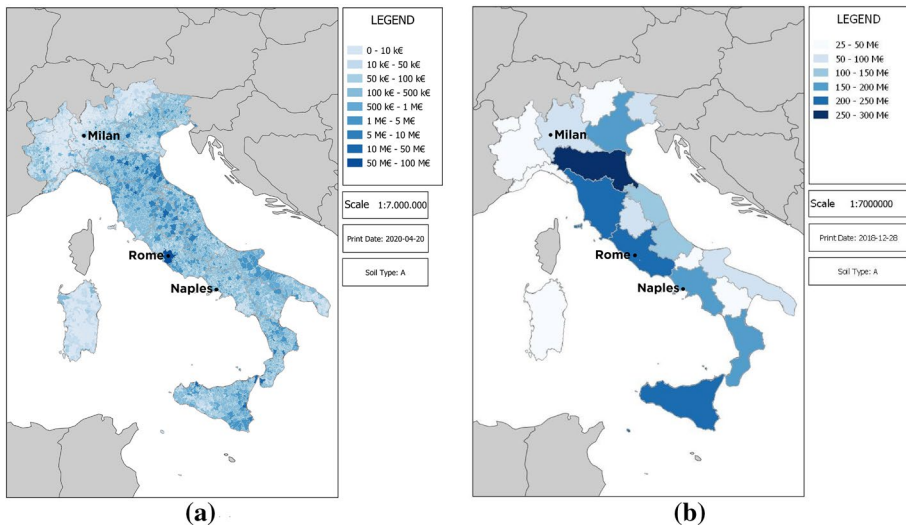 LEGEND
0 - 10 k€
10 k€ - 50 k€
50 k€ - 100 k€
100 k€ - 500 k€
500 k€ - 1 M€
1 M€ - 5 M€
5 M€ - 10 M€
10 M€ - 50 M€
50 M€ - 100 M€
Scale 1:7.000.000
Print Date: 2020-04-20
Soil Type: A
Milan
Rome
Naples
(a)
LEGEND
25 - 50 M€
50 - 100 M€
100 - 150 M€
150 - 200 M€
200 - 250 M€
250 - 300 M€
Scale 1:7000000
Print Date: 2018-12-28
Soil Type: A
Milan
Rome
Naples
(b)